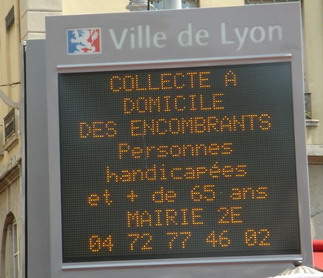 Ville de Lyon
COLLECTE A
DOMICILE
DES ENCOMBRANTS
Personnes
handicapées
et + de 65 ans
MAIRIE 2E
04 72 77 46 02